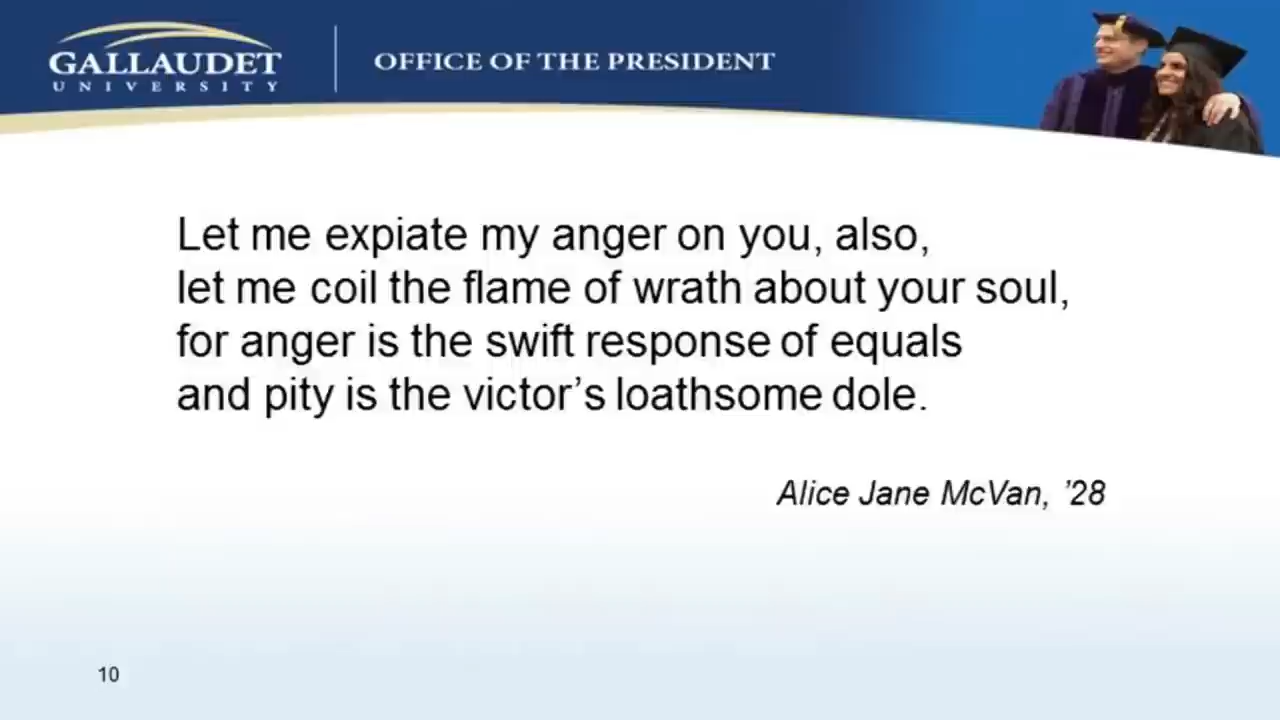 GALLAUDET
UNIVERSITY
OFFICE OF THE PRESIDENT
Let me expiate my anger on you, also,
let me coil the flame of wrath about your soul,
for anger is the swift response of equals
and pity is the victor’s loathsome dole.
Alice Jane McVan, ’28
10